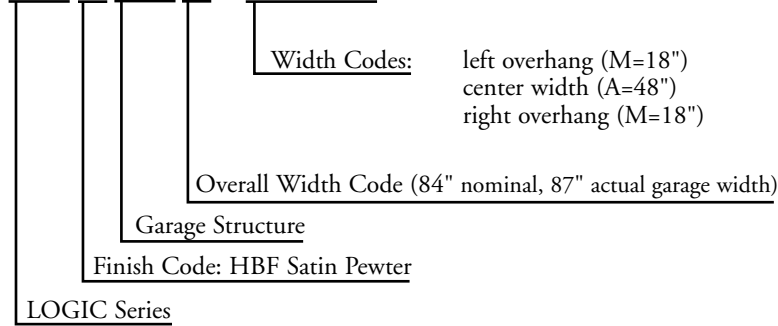 Width Codes: left overhang (M=18")
center width (A=48")
right overhang (M=18")
Overall Width Code (84" nominal, 87" actual garage width)
Garage Structure
Finish Code: HBF Satin Pewter
LOGIC Series